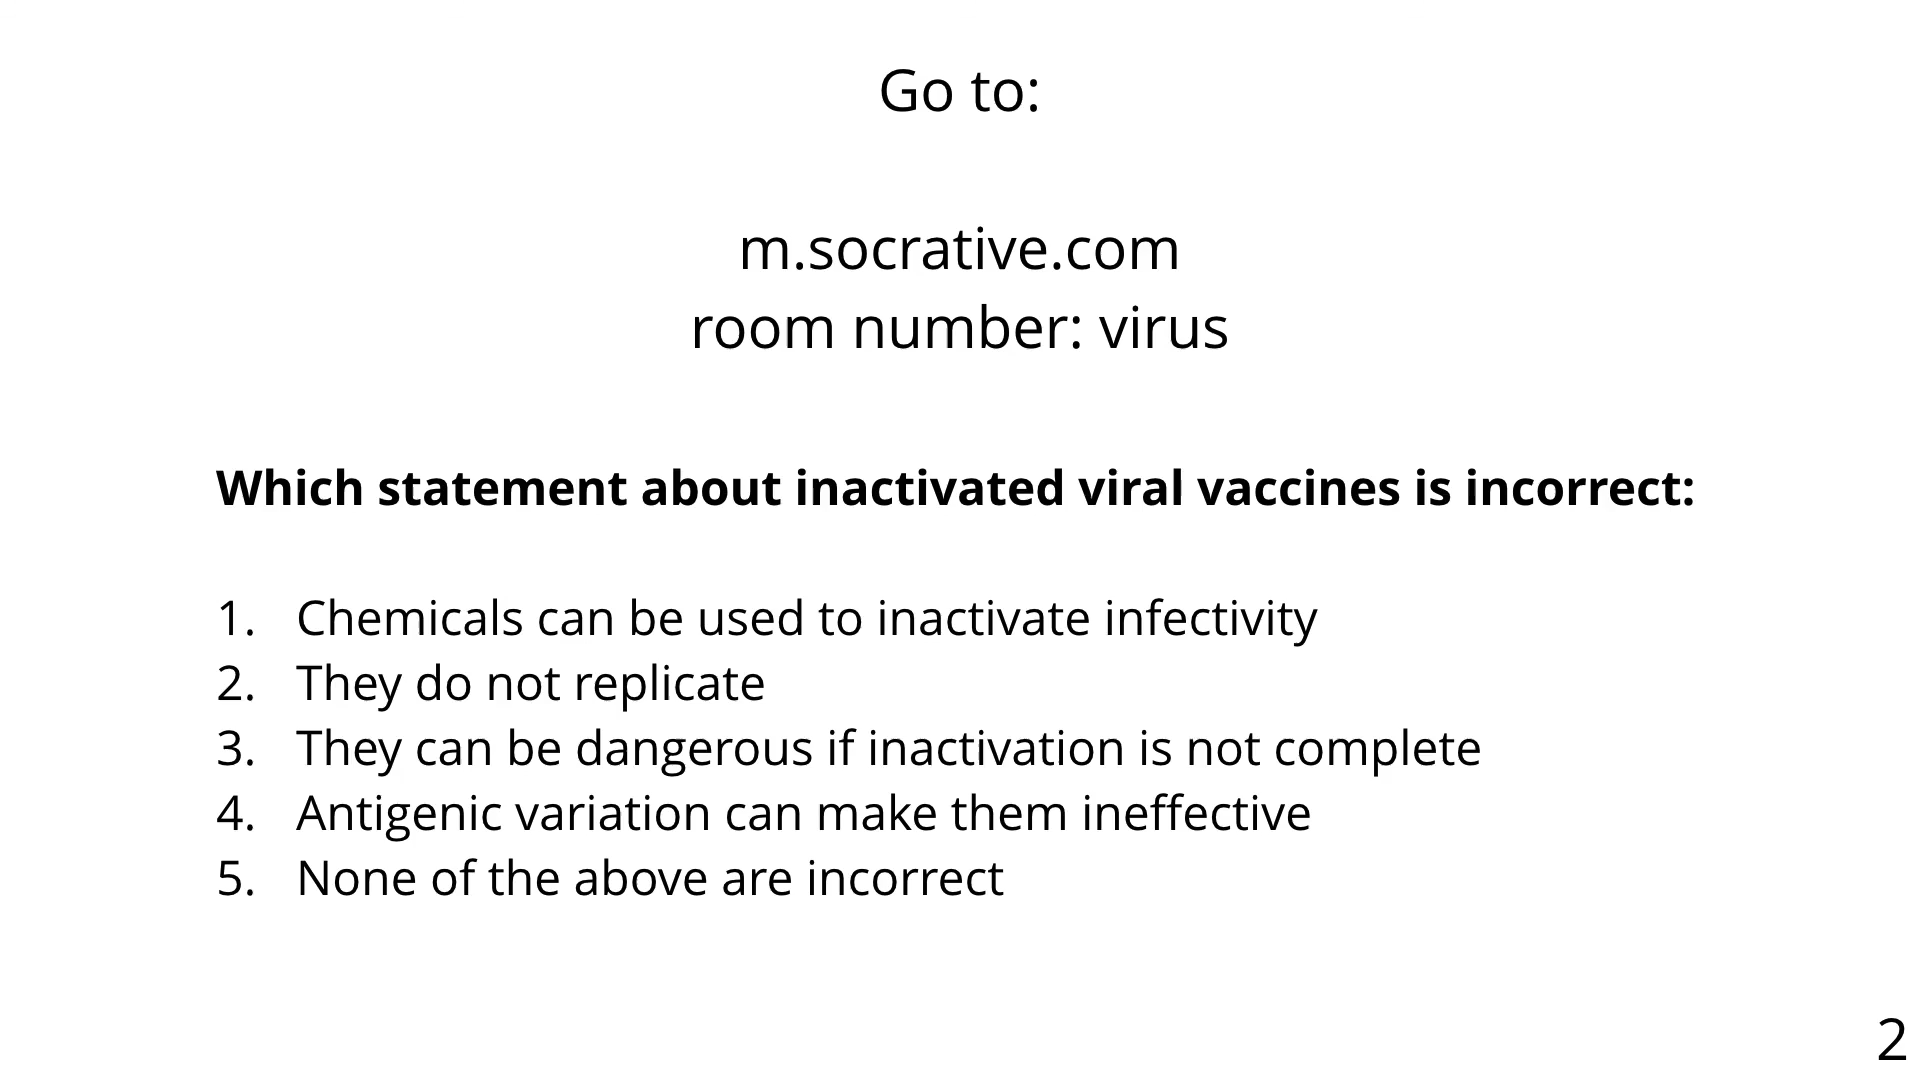 Go to:
m.socrative.com
room number: virus
Which statement about inactivated viral vaccines is incorrect:
1. Chemicals can be used to inactivate infectivity
2. They do not replicate
3. They can be dangerous if inactivation is not complete
4. Antigenic variation can make them ineffective
5. None of the above are incorrect
2